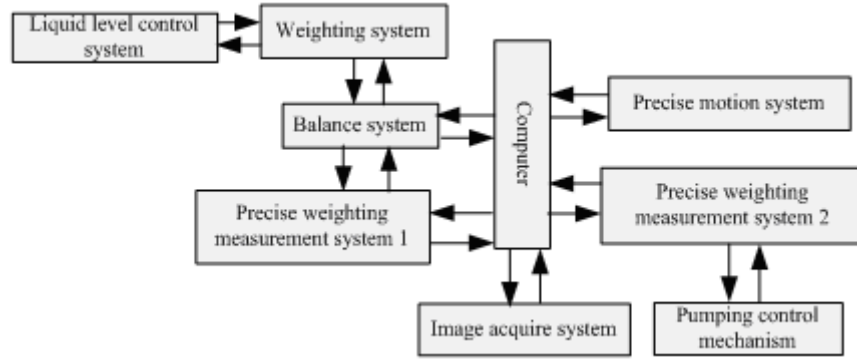 Liquid level control
system
Weighting system
Balance system
Computer
Precise motion system
Precise weighting
measurement system 1
Precise weighting
measurement system 2
Image acquire system
Pumping control
mechanism